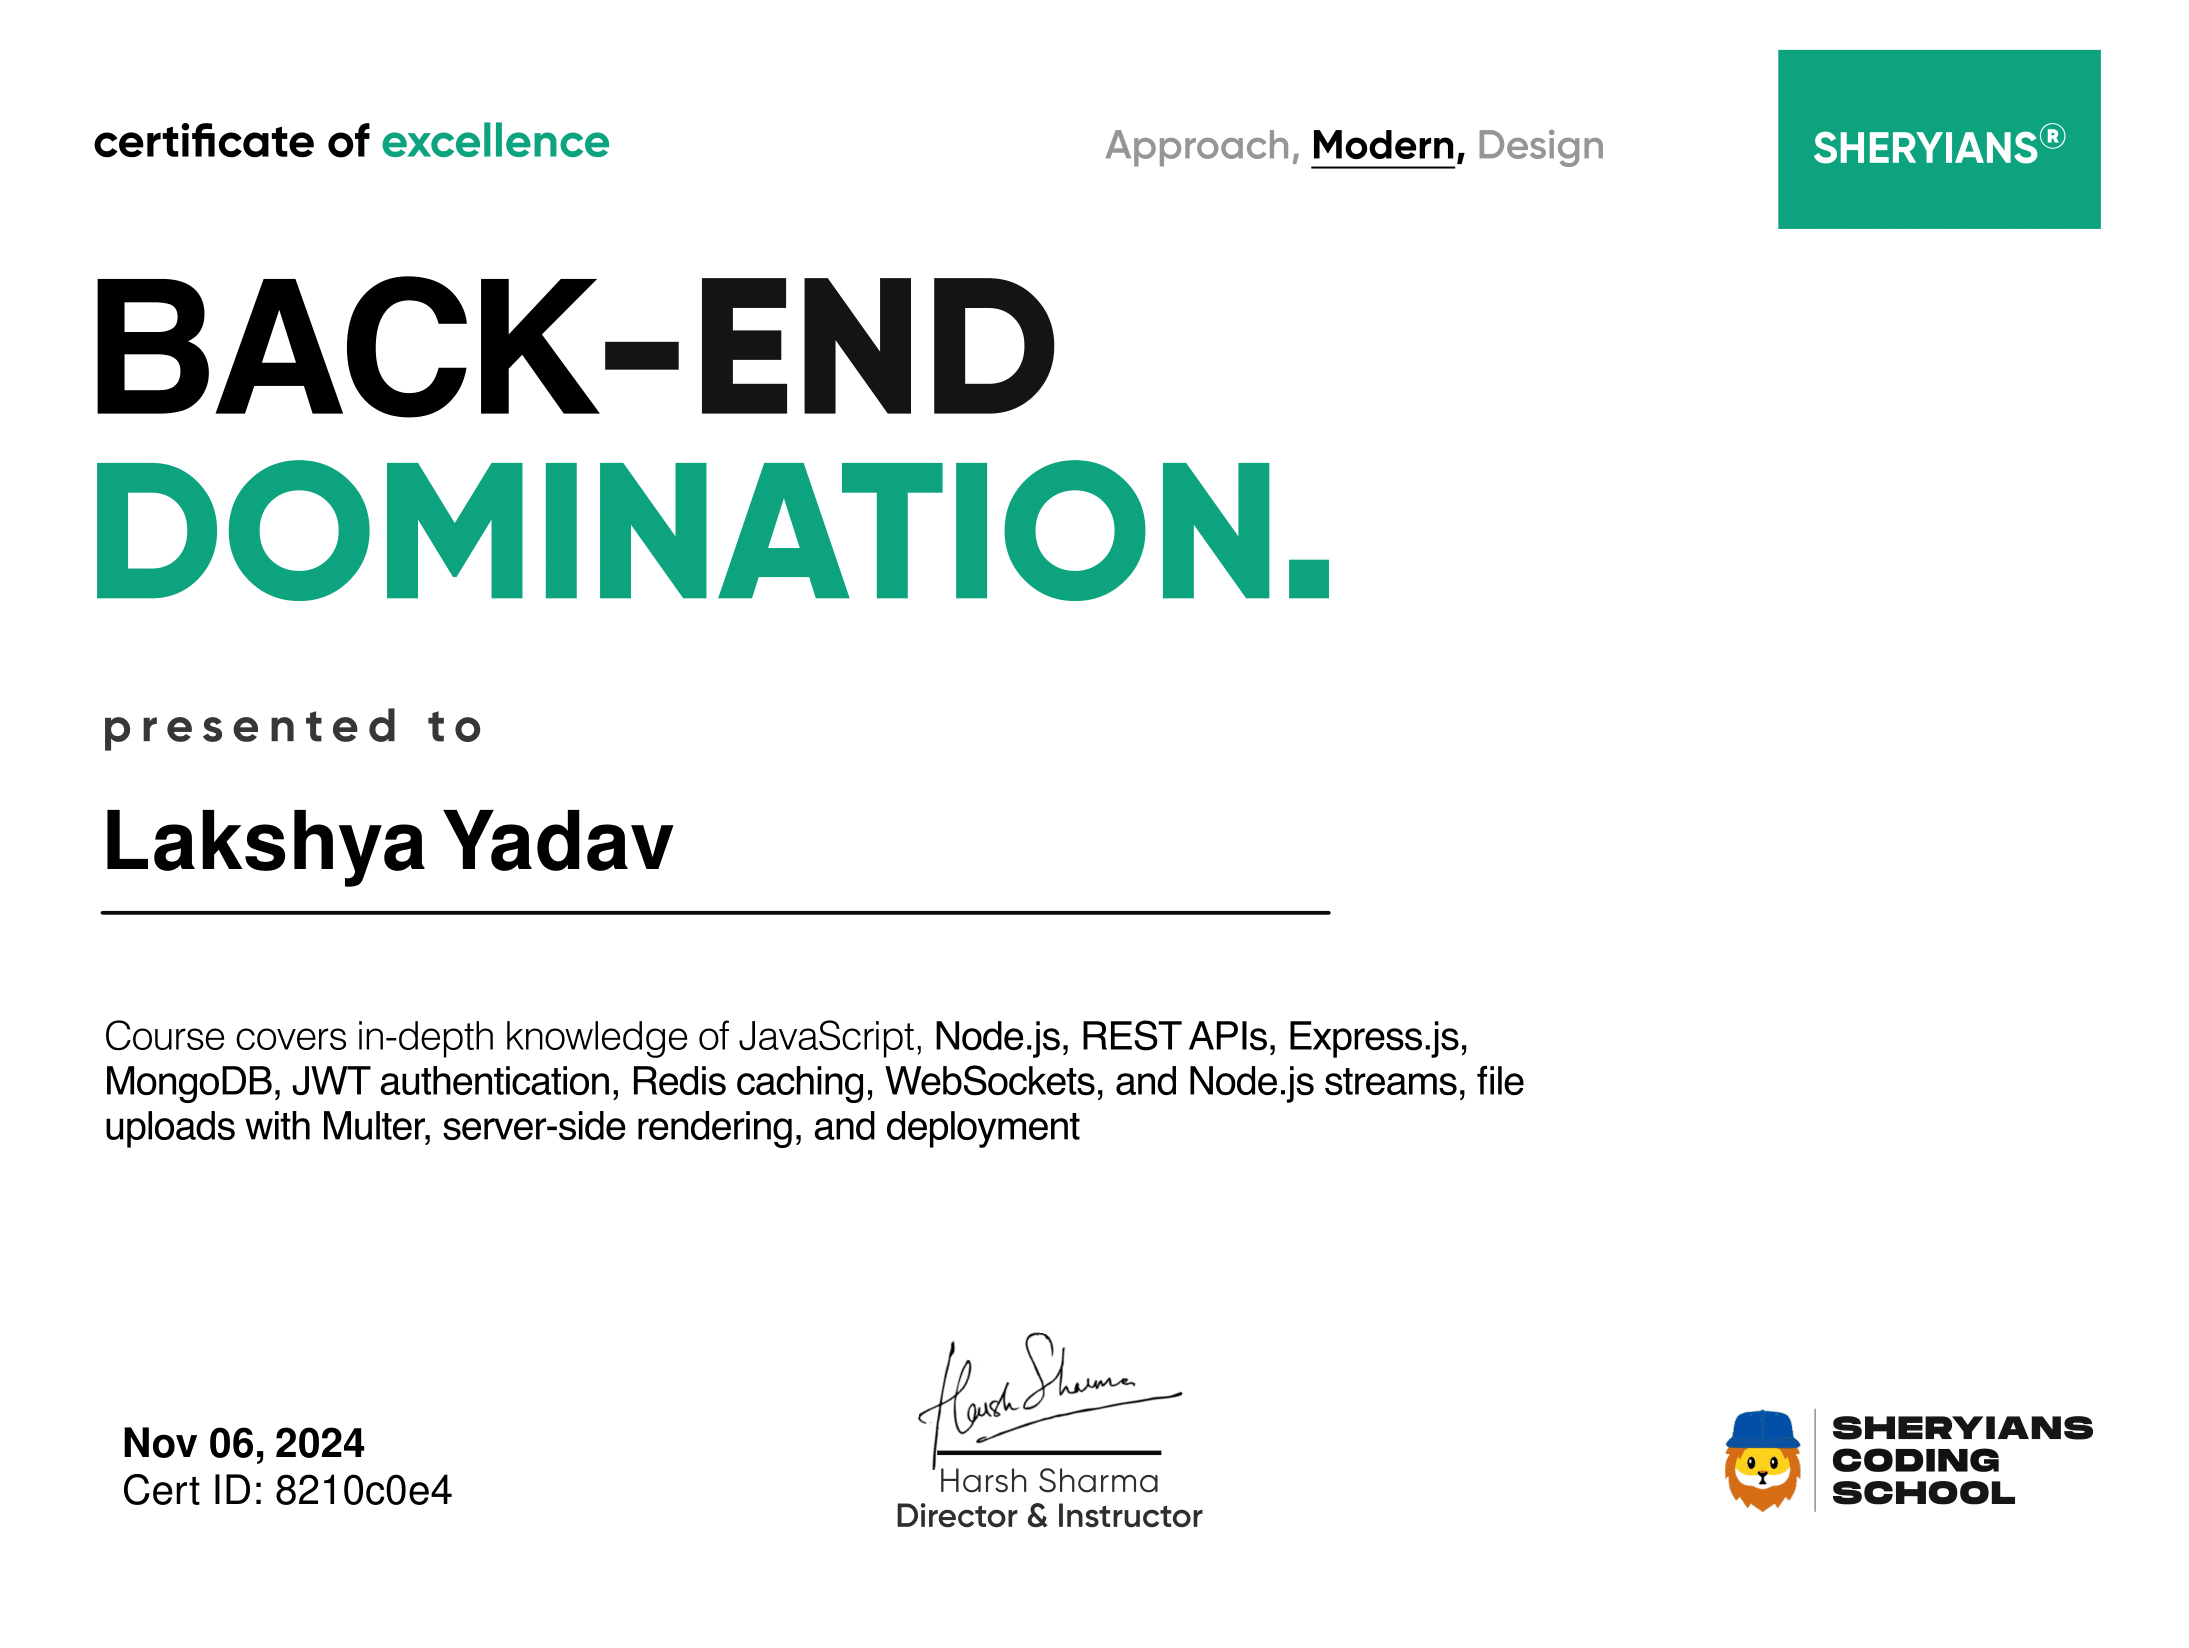 certificate of excellence
Approach, Modern, Design
SHERYIANS®
BACK-END
DOMINATION.
presented to
Lakshya Yadav
Course covers in-depth knowledge of JavaScript, Node.js, REST APIs, Express.js,
MongoDB, JWT authentication, Redis caching, WebSockets, and Node.js streams, file
uploads with Multer, server-side rendering, and deployment
Nov 06, 2024
Cert ID: 8210c0e4
Harsh Sharma
Harsh Sharma
Director & Instructor
SHERYIANS
CODING
SCHOOL